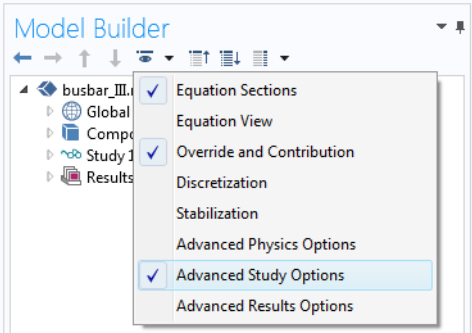 Model Builder
busbar_III.
Global
Compo
Study 1
Results
Equation Sections
Equation View
Override and Contribution
Discretization
Stabilization
Advanced Physics Options
Advanced Study Options
Advanced Results Options